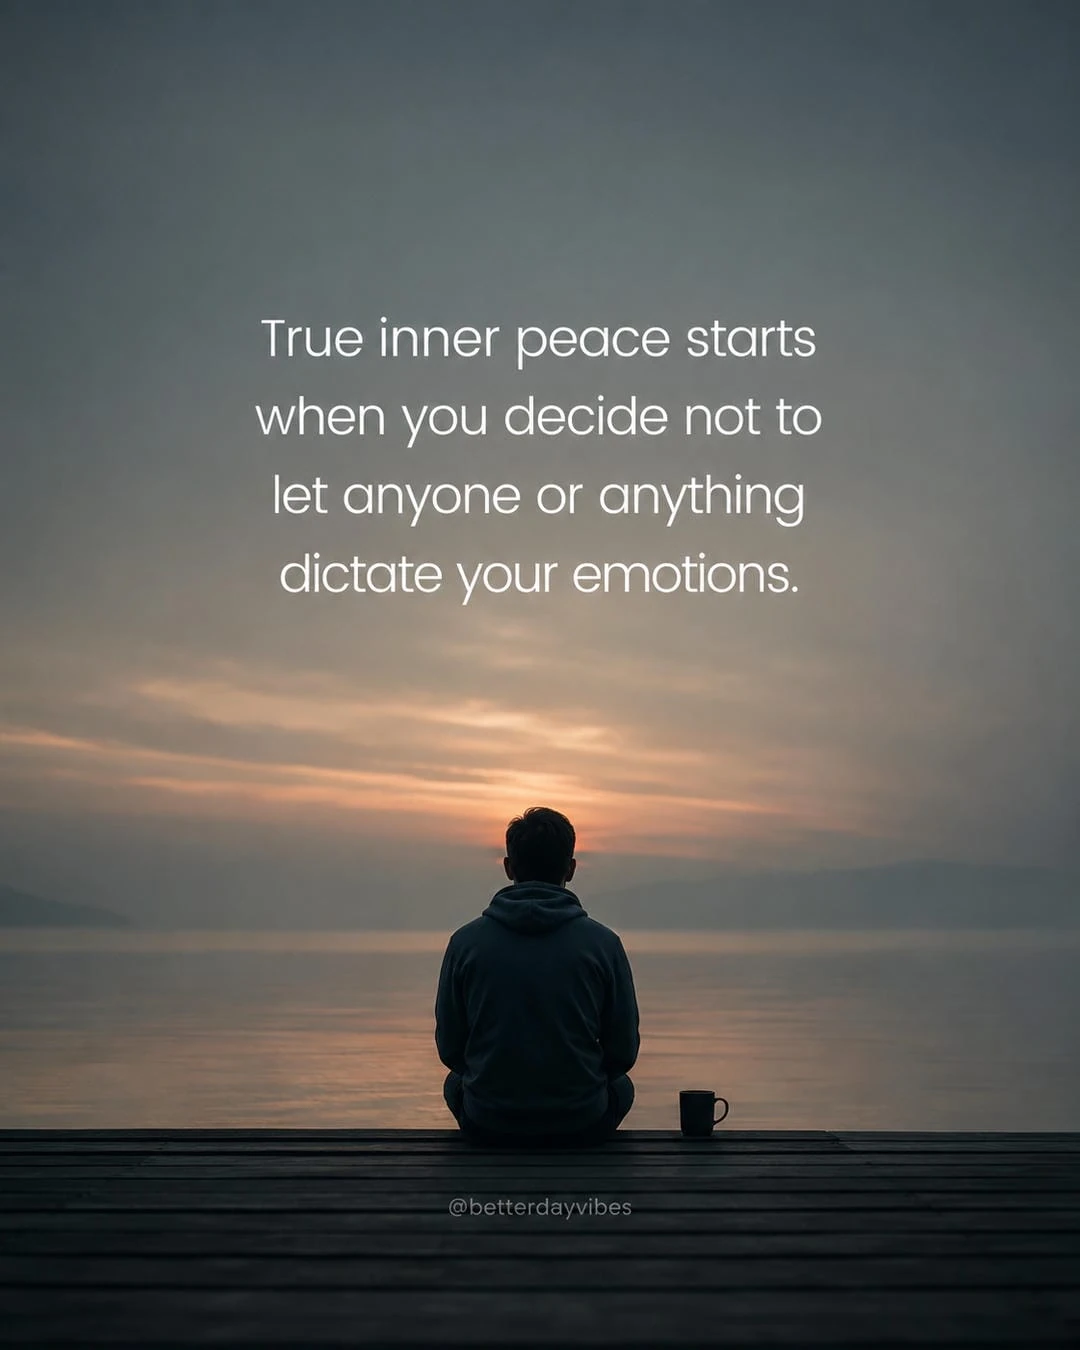 True inner peace starts
when you decide not to
let anyone or anything
dictate your emotions.
@betterdayvibes